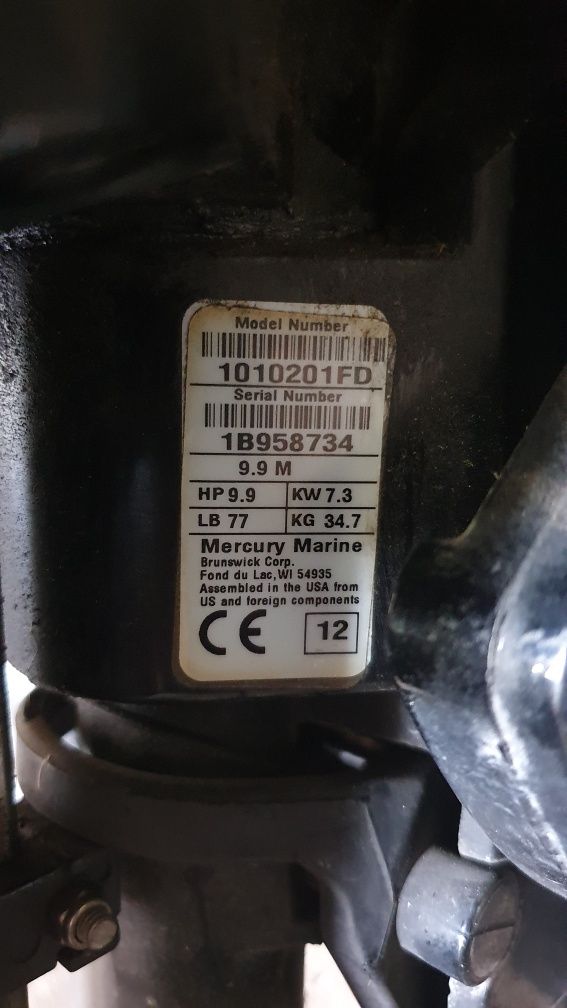 Model Number
1010201FD
Serial Number
1B958734
9.9 M
HP 9.9 KW 7.3
LB 77 KG 34.7
Mercury Marine
Brunswick Corp.
Fond du Lac, WI 54935
Assembled in the USA from
US and foreign components
CE 12